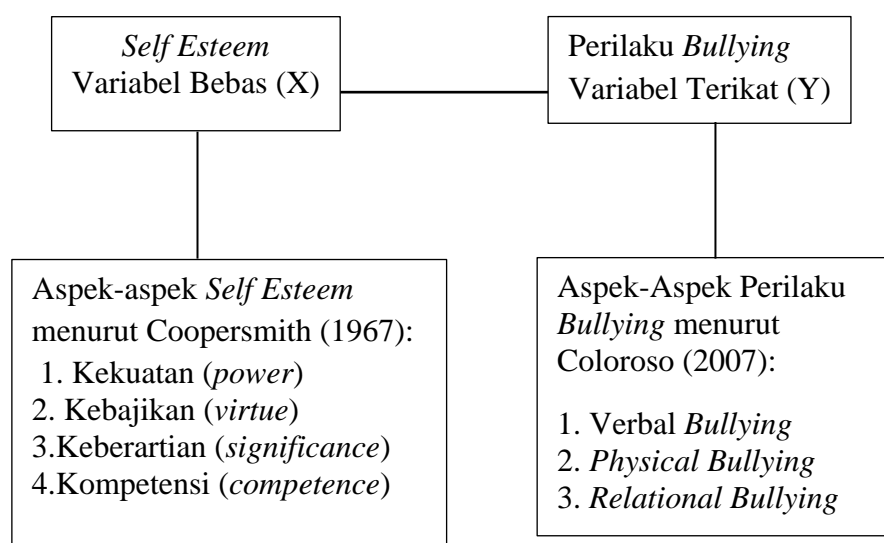 Self Esteem
Variabel Bebas (X)
Perilaku Bullying
Variabel Terikat (Y)
Aspek-aspek Self Esteem
menurut Coopersmith (1967):
1. Kekuatan (power)
2. Kebajikan (virtue)
3.Keberartian (significance)
4.Kompetensi (competence)
Aspek-Aspek Perilaku
Bullying menurut
Coloroso (2007):
1. Verbal Bullying
2. Physical Bullying
3. Relational Bullying